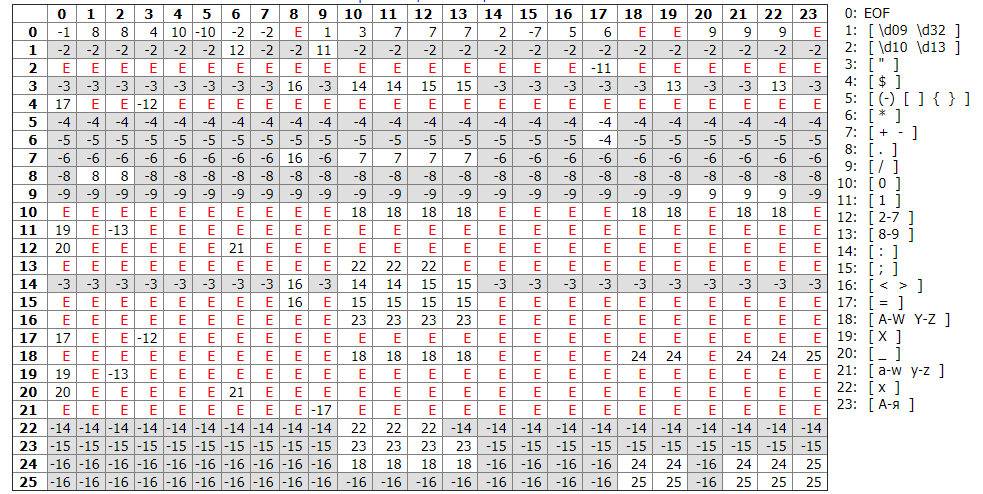 0 1 2 3 4 5 6 7 8 9 10 11 12 13 14 15 16 17 18 19 20 21 22 23
0 -1 8 8 4 10 -10 -2 -2 E 1 3 7 7 7 2 -7 5 6 E E 9 9 9 E
1 -2 -2 -2 -2 -2 -2 12 -2 -2 11 -2 -2 -2 -2 -2 -2 -2 -2 -2 -2 -2 -2 -2 -2
2 E E E E E E E E E E E E E E E E E -11 E E E E E E
3 -3 -3 -3 -3 -3 -3 -3 -3 16 -3 14 14 15 15 -3 -3 -3 -3 -3 13 -3 -3 13 -3
4 17 E E -12 E E E E E E E E E E E E E E E E E E E E
5 -4 -4 -4 -4 -4 -4 -4 -4 -4 -4 -4 -4 -4 -4 -4 -4 -4 -4 -4 -4 -4 -4 -4 -4
6 -5 -5 -5 -5 -5 -5 -5 -5 -5 -5 -5 -5 -5 -5 -5 -5 -5 -4 -5 -5 -5 -5 -5 -5
7 -6 -6 -6 -6 -6 -6 -6 -6 16 -6 7 7 7 7 -6 -6 -6 -6 -6 -6 -6 -6 -6 -6
8 -8 8 8 -8 -8 -8 -8 -8 -8 -8 -8 -8 -8 -8 -8 -8 -8 -8 -8 -8 -8 -8 -8 -8
9 -9 -9 -9 -9 -9 -9 -9 -9 -9 -9 -9 -9 -9 -9 -9 -9 -9 -9 -9 -9 9 9 9 -9
10 E E E E E E E E E E 18 18 18 18 E E E E 18 18 E 18 18 E
11 19 E -13 E E E E E E E E E E E E E E E E E E E E E
12 20 E E E E E 21 E E E E E E E E E E E E E E E E E
13 E E E E E E E E E E 22 22 22 E E E E E E E E E E E
14 -3 -3 -3 -3 -3 -3 -3 -3 16 -3 14 14 15 15 -3 -3 -3 -3 -3 -3 -3 -3 -3 -3
15 E E E E E E E E 16 E 15 15 15 15 E E E E E E E E E E
16 E E E E E E E E E E 23 23 23 23 E E E E E E E E E E
17 17 E E -12 E E E E E E E E E E E E E E E E E E E E
18 E E E E E E E E E E 18 18 18 18 E E E E 24 24 E 24 24 25
19 19 E -13 E E E E E E E E E E E E E E E E E E E E E
20 20 E E E E E 21 E E E E E E E E E E E E E E E E E
21 E E E E E E E E E -17 E E E E E E E E E E E E E E
22 -14 -14 -14 -14 -14 -14 -14 -14 -14 -14 22 22 22 -14 -14 -14 -14 -14 -14 -14 -14 -14 -14 -14
23 -15 -15 -15 -15 -15 -15 -15 -15 -15 -15 23 23 23 23 -15 -15 -15 -15 -15 -15 -15 -15 -15 -15
24 -16 -16 -16 -16 -16 -16 -16 -16 -16 -16 18 18 18 18 -16 -16 -16 -16 24 24 -16 24 24 25
25 -16 -16 -16 -16 -16 -16 -16 -16 -16 -16 -16 -16 -16 -16 -16 -16 -16 -16 25 25 -16 25 25 25
0: EOF
1: [ \d09 \d32 ]
2: [ \d10 \d13 ]
3: [ " ]
4: [ $ ]
5: [ (-) [ ] { } ]
6: [ * ]
7: [ + - ]
8: [ . ]
9: [ / ]
10: [ 0 ]
11: [ 1 ]
12: [ 2-7 ]
13: [ 8-9 ]
14: [ : ]
15: [ ; ]
16: [ < > ]
17: [ = ]
18: [ A-W Y-Z ]
19: [ X ]
20: [ _ ]
21: [ a-w y-z ]
22: [ x ]
23: [ А-я ]